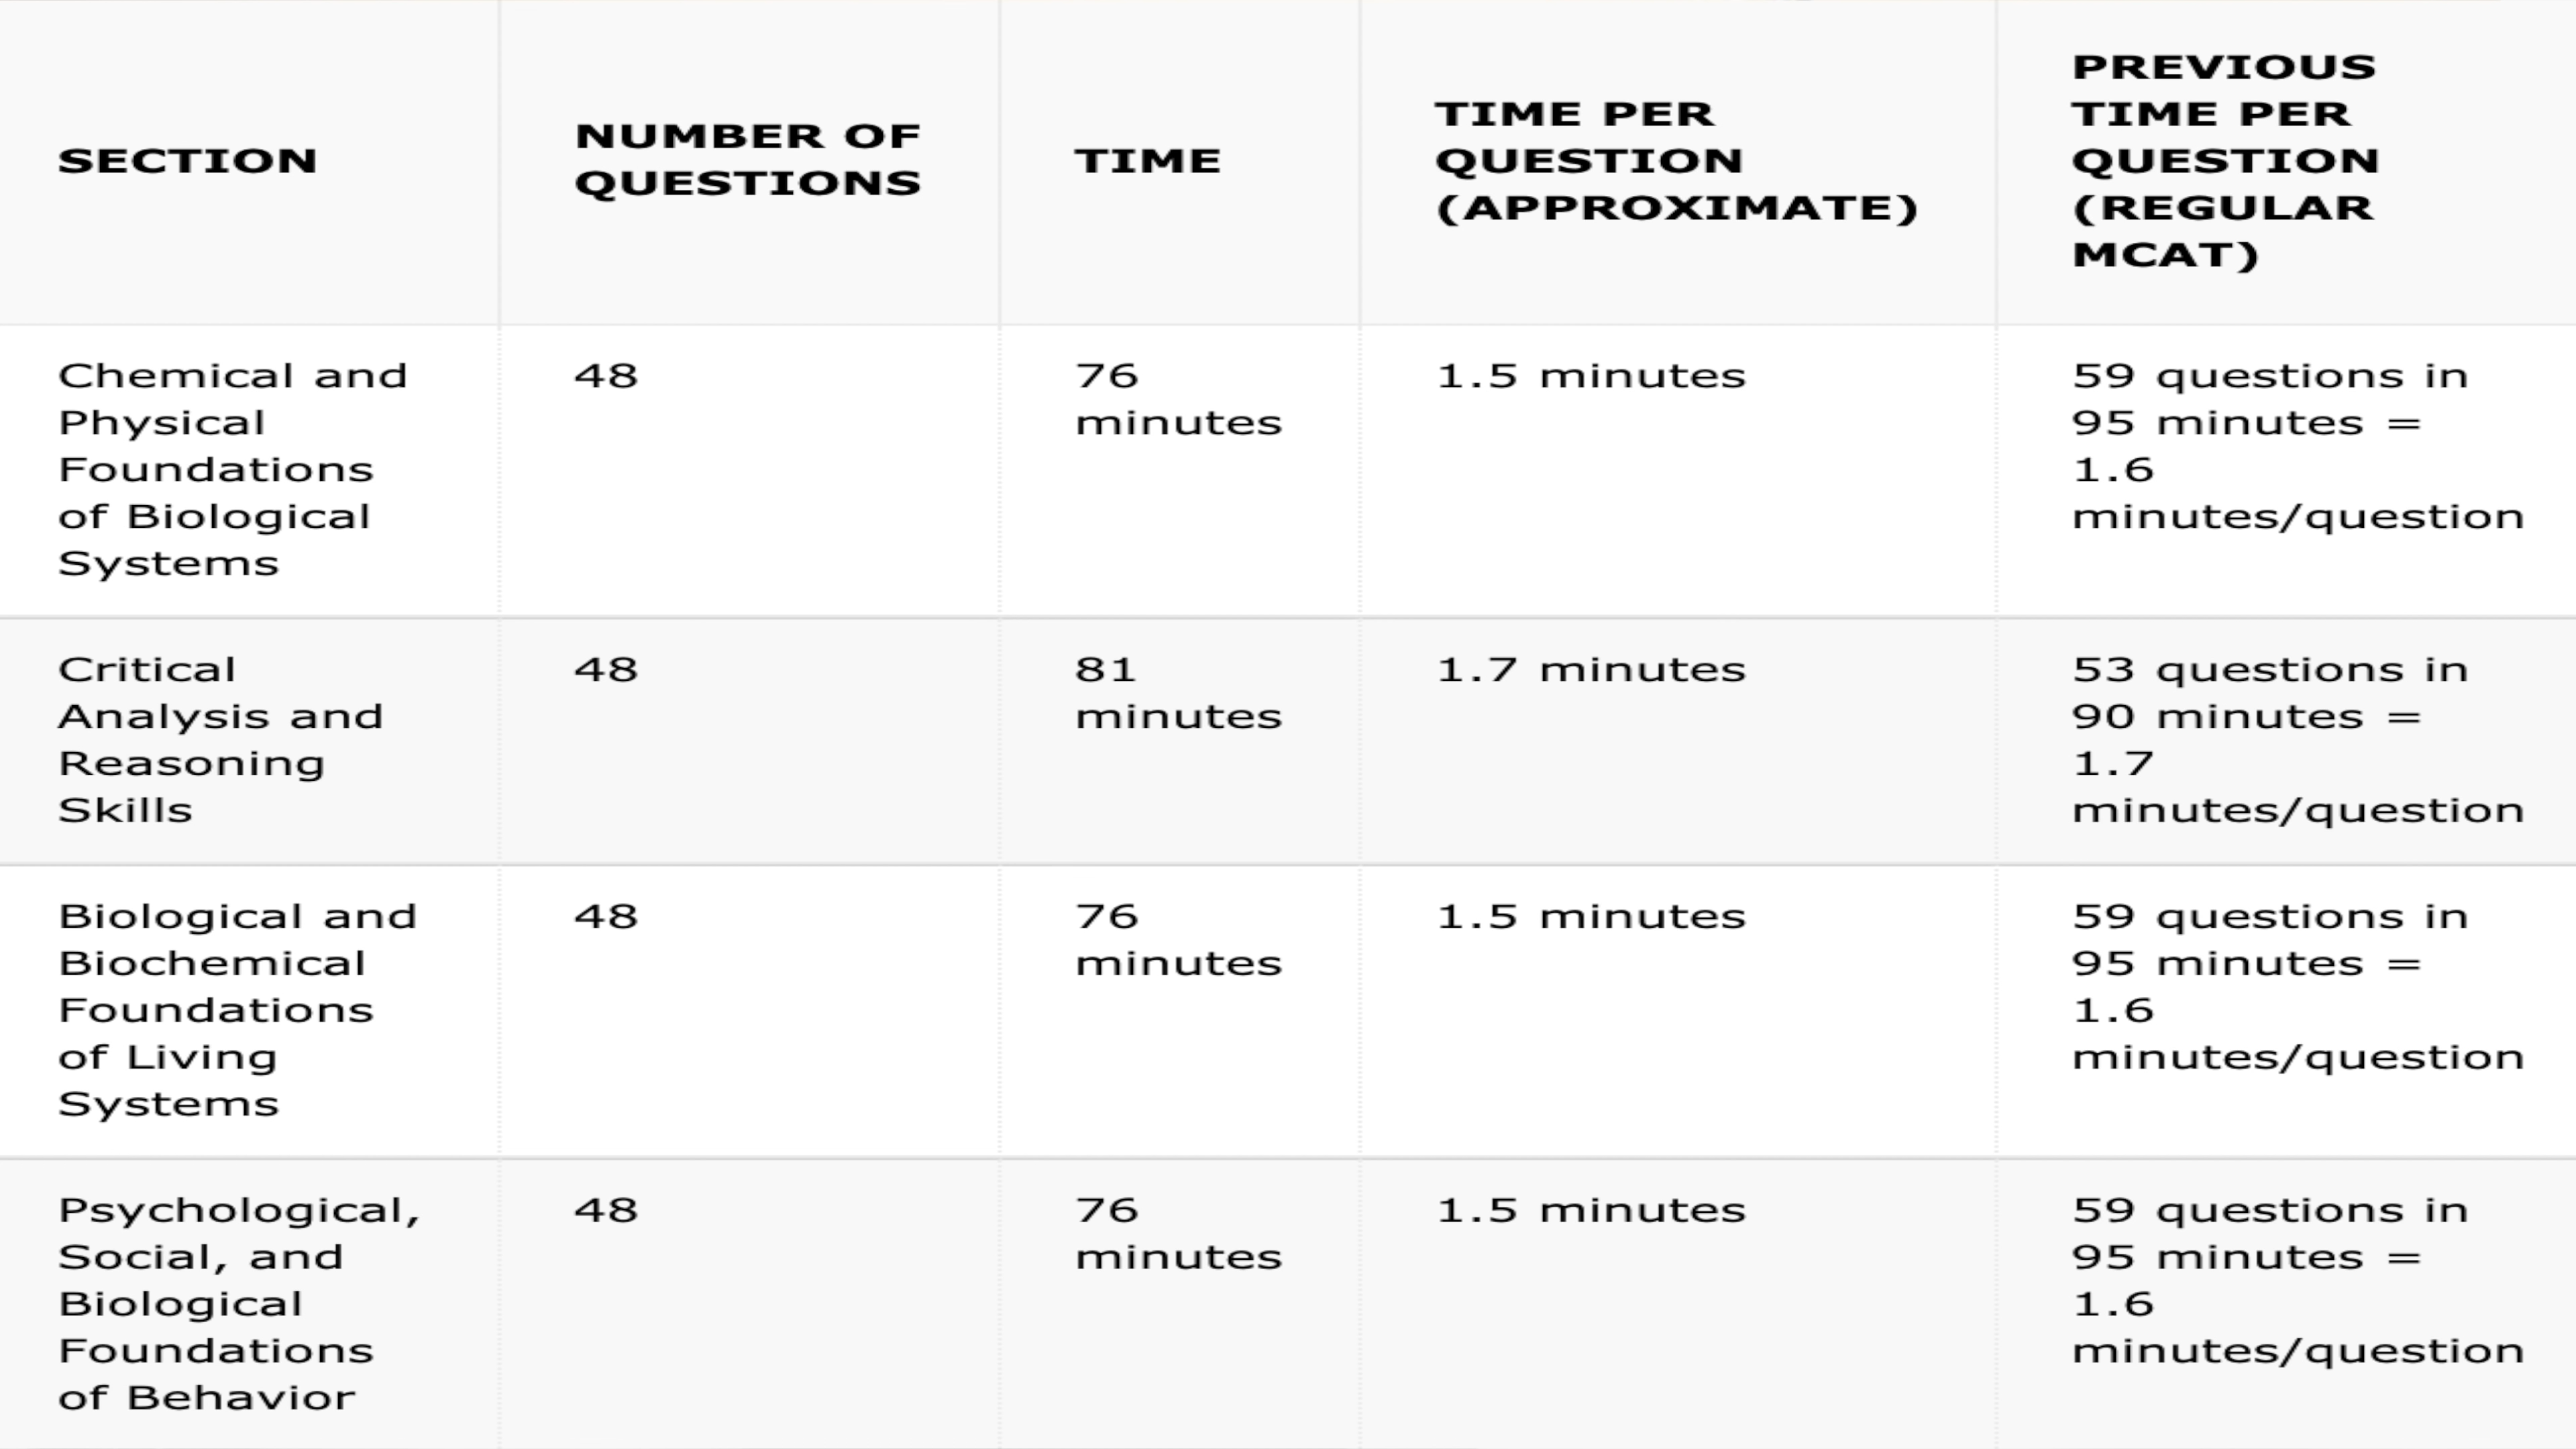 SECTION
NUMBER OF
QUESTIONS
TIME
TIME PER
QUESTION
(APPROXIMATE)
PREVIOUS
TIME PER
QUESTION
(REGULAR
MCAT)
Chemical and
Physical
Foundations
of Biological
Systems
48
76
minutes
1.5 minutes
59 questions in
95 minutes =
1.6
minutes/question
Critical
Analysis and
Reasoning
Skills
48
81
minutes
1.7 minutes
53 questions in
90 minutes =
1.7
minutes/question
Biological and
Biochemical
Foundations
of Living
Systems
48
76
minutes
1.5 minutes
59 questions in
95 minutes =
1.6
minutes/question
Psychological,
Social, and
Biological
Foundations
of Behavior
48
76
minutes
1.5 minutes
59 questions in
95 minutes =
1.6
minutes/question